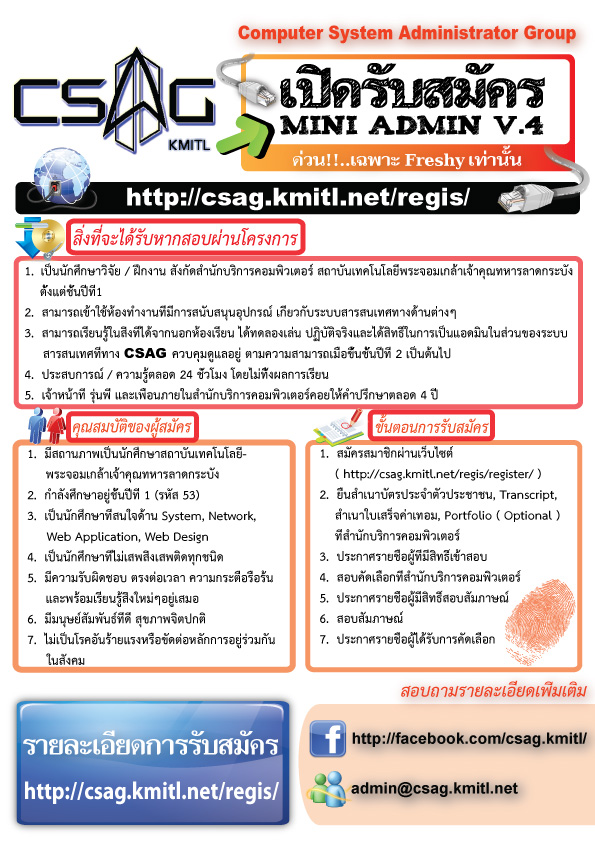 Computer System Administrator Group
CSAG
KMITL
เปิดรับสมัคร
MINI ADMIN V.4
ด่วน!!..เฉพาะ Freshy เท่านั้น
http://csag.kmitl.net/regis/
สิ่งที่จะได้รับหากสอบผ่านโครงการ
1. เป็นนักศึกษาวิจัย / ฝึกงาน สังกัดสำนักบริการคอมพิวเตอร์ สถาบันเทคโนโลยีพระจอมเกล้าเจ้าคุณทหารลาดกระบัง
ตั้งแต่ชั้นปีที่1
2. สามารถเข้าใช้ห้องทำงานที่มีการสนับสนุนอุปกรณ์ เกี่ยวกับระบบสารสนเทศทางด้านต่างๆ
3. สามารถเรียนรู้ในสิ่งที่ได้จากนอกห้องเรียน ได้ทดลองเล่น ปฏิบัติจริงและได้สิทธิ์ในการเป็นแอดมินในส่วนของระบบ
สารสนเทศที่ทาง CSAG ควบคุมดูแลอยู่ ตามความสามารถเมื่อขึ้นชั้นปีที่ 2 เป็นต้นไป
4. ประสบการณ์ / ความรู้ตลอด 24 ชั่วโมง โดยไม่ทิ้งผลการเรียน
5. เจ้าหน้าที่ รุ่นพี่ และเพื่อนภายในสำนักบริการคอมพิวเตอร์คอยให้คำปรึกษาตลอด 4 ปี
คุณสมบัติของผู้สมัคร
1. มีสถานภาพเป็นนักศึกษาสถาบันเทคโนโลยี-
พระจอมเกล้าเจ้าคุณทหารลาดกระบัง
2. กำลังศึกษาอยู่ชั้นปีที่ 1 (รหัส 53)
3. เป็นนักศึกษาที่สนใจด้าน System, Network,
Web Application, Web Design
4. เป็นนักศึกษาที่ไม่เสพสิ่งเสพติดทุกชนิด
5. มีความรับผิดชอบ ตรงต่อเวลา ความกระตือรือร้น
และพร้อมเรียนรู้สิ่งใหม่ๆอยู่เสมอ
6. มีมนุษย์สัมพันธ์ที่ดี สุขภาพจิตปกติ
7. ไม่เป็นโรคอันร้ายแรงหรือขัดต่อหลักการอยู่ร่วมกัน
ในสังคม
ขั้นตอนการรับสมัคร
1. สมัครสมาชิกผ่านเว็บไซต์
( http://csag.kmitl.net/regis/register/ )
2. ยื่นสำเนาบัตรประจำตัวประชาชน, Transcript,
สำเนาใบเสร็จค่าเทอม, Portfolio ( Optional )
ที่สำนักบริการคอมพิวเตอร์
3. ประกาศรายชื่อผู้ที่มีสิทธิ์เข้าสอบ
4. สอบคัดเลือกที่สำนักบริการคอมพิวเตอร์
5. ประกาศรายชื่อผู้มีสิทธิ์สอบสัมภาษณ์
6. สอบสัมภาษณ์
7. ประกาศรายชื่อผู้ได้รับการคัดเลือก
สอบถามรายละเอียดเพิ่มเติม
รายละเอียดการรับสมัคร
http://csag.kmitl.net/regis/
http://facebook.com/csag.kmitl/
admin@csag.kmitl.net